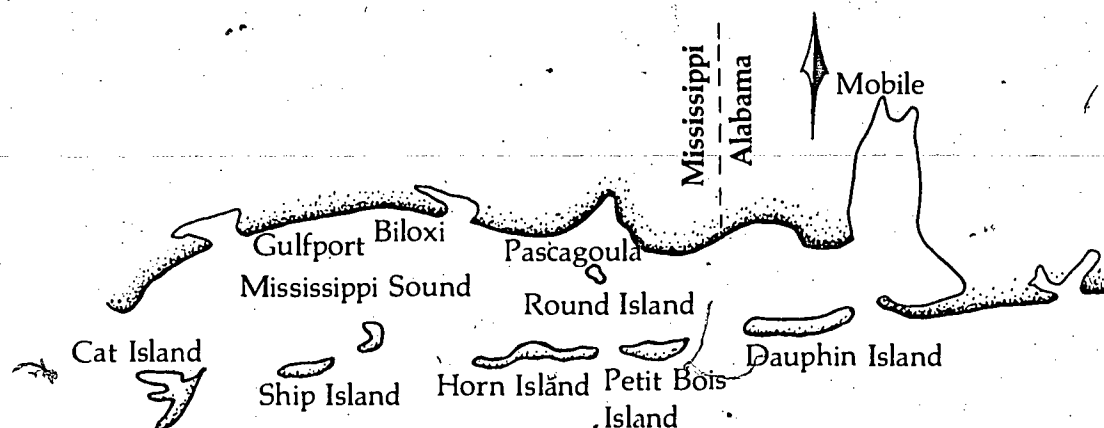 Mississippi
Alabama
Mobile
Gulfport
Biloxi
Pascagoula
Mississippi Sound
Round Island
Cat Island
Ship Island
Horn Island
Petit Bois
Island
Dauphin Island